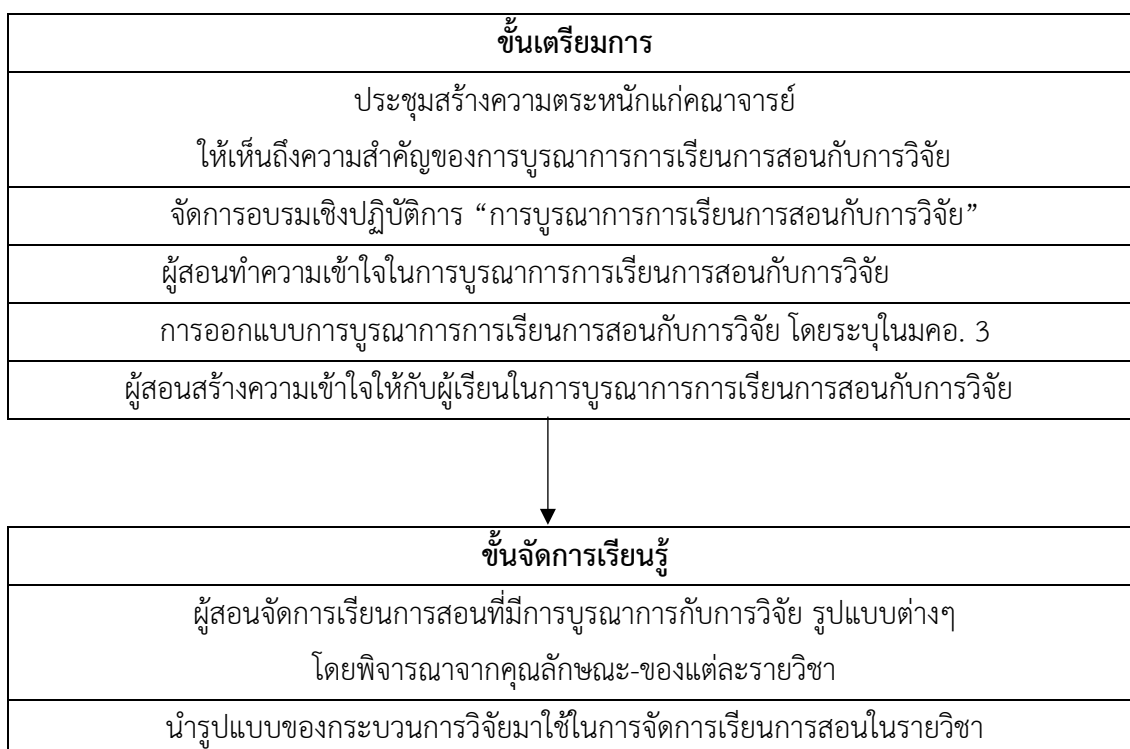 ขั้นเตรียมการ
ประชุมสร้างความตระหนักแก่คณาจารย์
ให้เห็นถึงความสำคัญของการบูรณาการการเรียนการสอนกับการวิจัย
จัดการอบรมเชิงปฏิบัติการ “การบูรณาการการเรียนการสอนกับการวิจัย”
ผู้สอนทำความเข้าใจในการบูรณาการการเรียนการสอนกับการวิจัย
การออกแบบการบูรณาการการเรียนการสอนกับการวิจัย โดยระบุในมคอ. 3
ผู้สอนสร้างความเข้าใจให้กับผู้เรียนในการบูรณาการการเรียนการสอนกับการวิจัย
ขั้นจัดการเรียนรู้
ผู้สอนจัดการเรียนการสอนที่มีการบูรณาการกับการวิจัย รูปแบบต่างๆ
โดยพิจารณาจากคุณลักษณะ-ของแต่ละรายวิชา
นำรูปแบบของกระบวนการวิจัยมาใช้ในการจัดการเรียนการสอนในรายวิชา